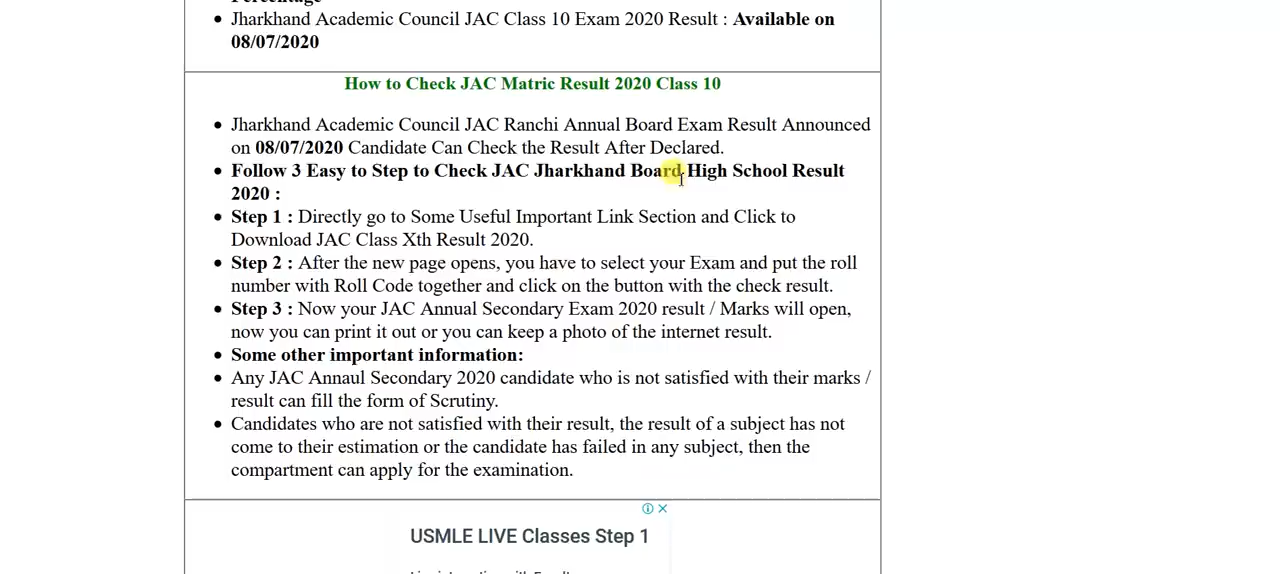 Percentage
Jharkhand Academic Council JAC Class 10 Exam 2020 Result : Available on
08/07/2020
How to Check JAC Matric Result 2020 Class 10
Jharkhand Academic Council JAC Ranchi Annual Board Exam Result Announced
on 08/07/2020 Candidate Can Check the Result After Declared.
Follow 3 Easy to Step to Check JAC Jharkhand Board High School Result
2020 :
Step 1 : Directly go to Some Useful Important Link Section and Click to
Download JAC Class Xth Result 2020.
Step 2 : After the new page opens, you have to select your Exam and put the roll
number with Roll Code together and click on the button with the check result.
Step 3 : Now your JAC Annual Secondary Exam 2020 result / Marks will open,
now you can print it out or you can keep a photo of the internet result.
Some other important information:
Any JAC Annaul Secondary 2020 candidate who is not satisfied with their marks /
result can fill the form of Scrutiny.
Candidates who are not satisfied with their result, the result of a subject has not
come to their estimation or the candidate has failed in any subject, then the
compartment can apply for the examination.
USMLE LIVE Classes Step 1